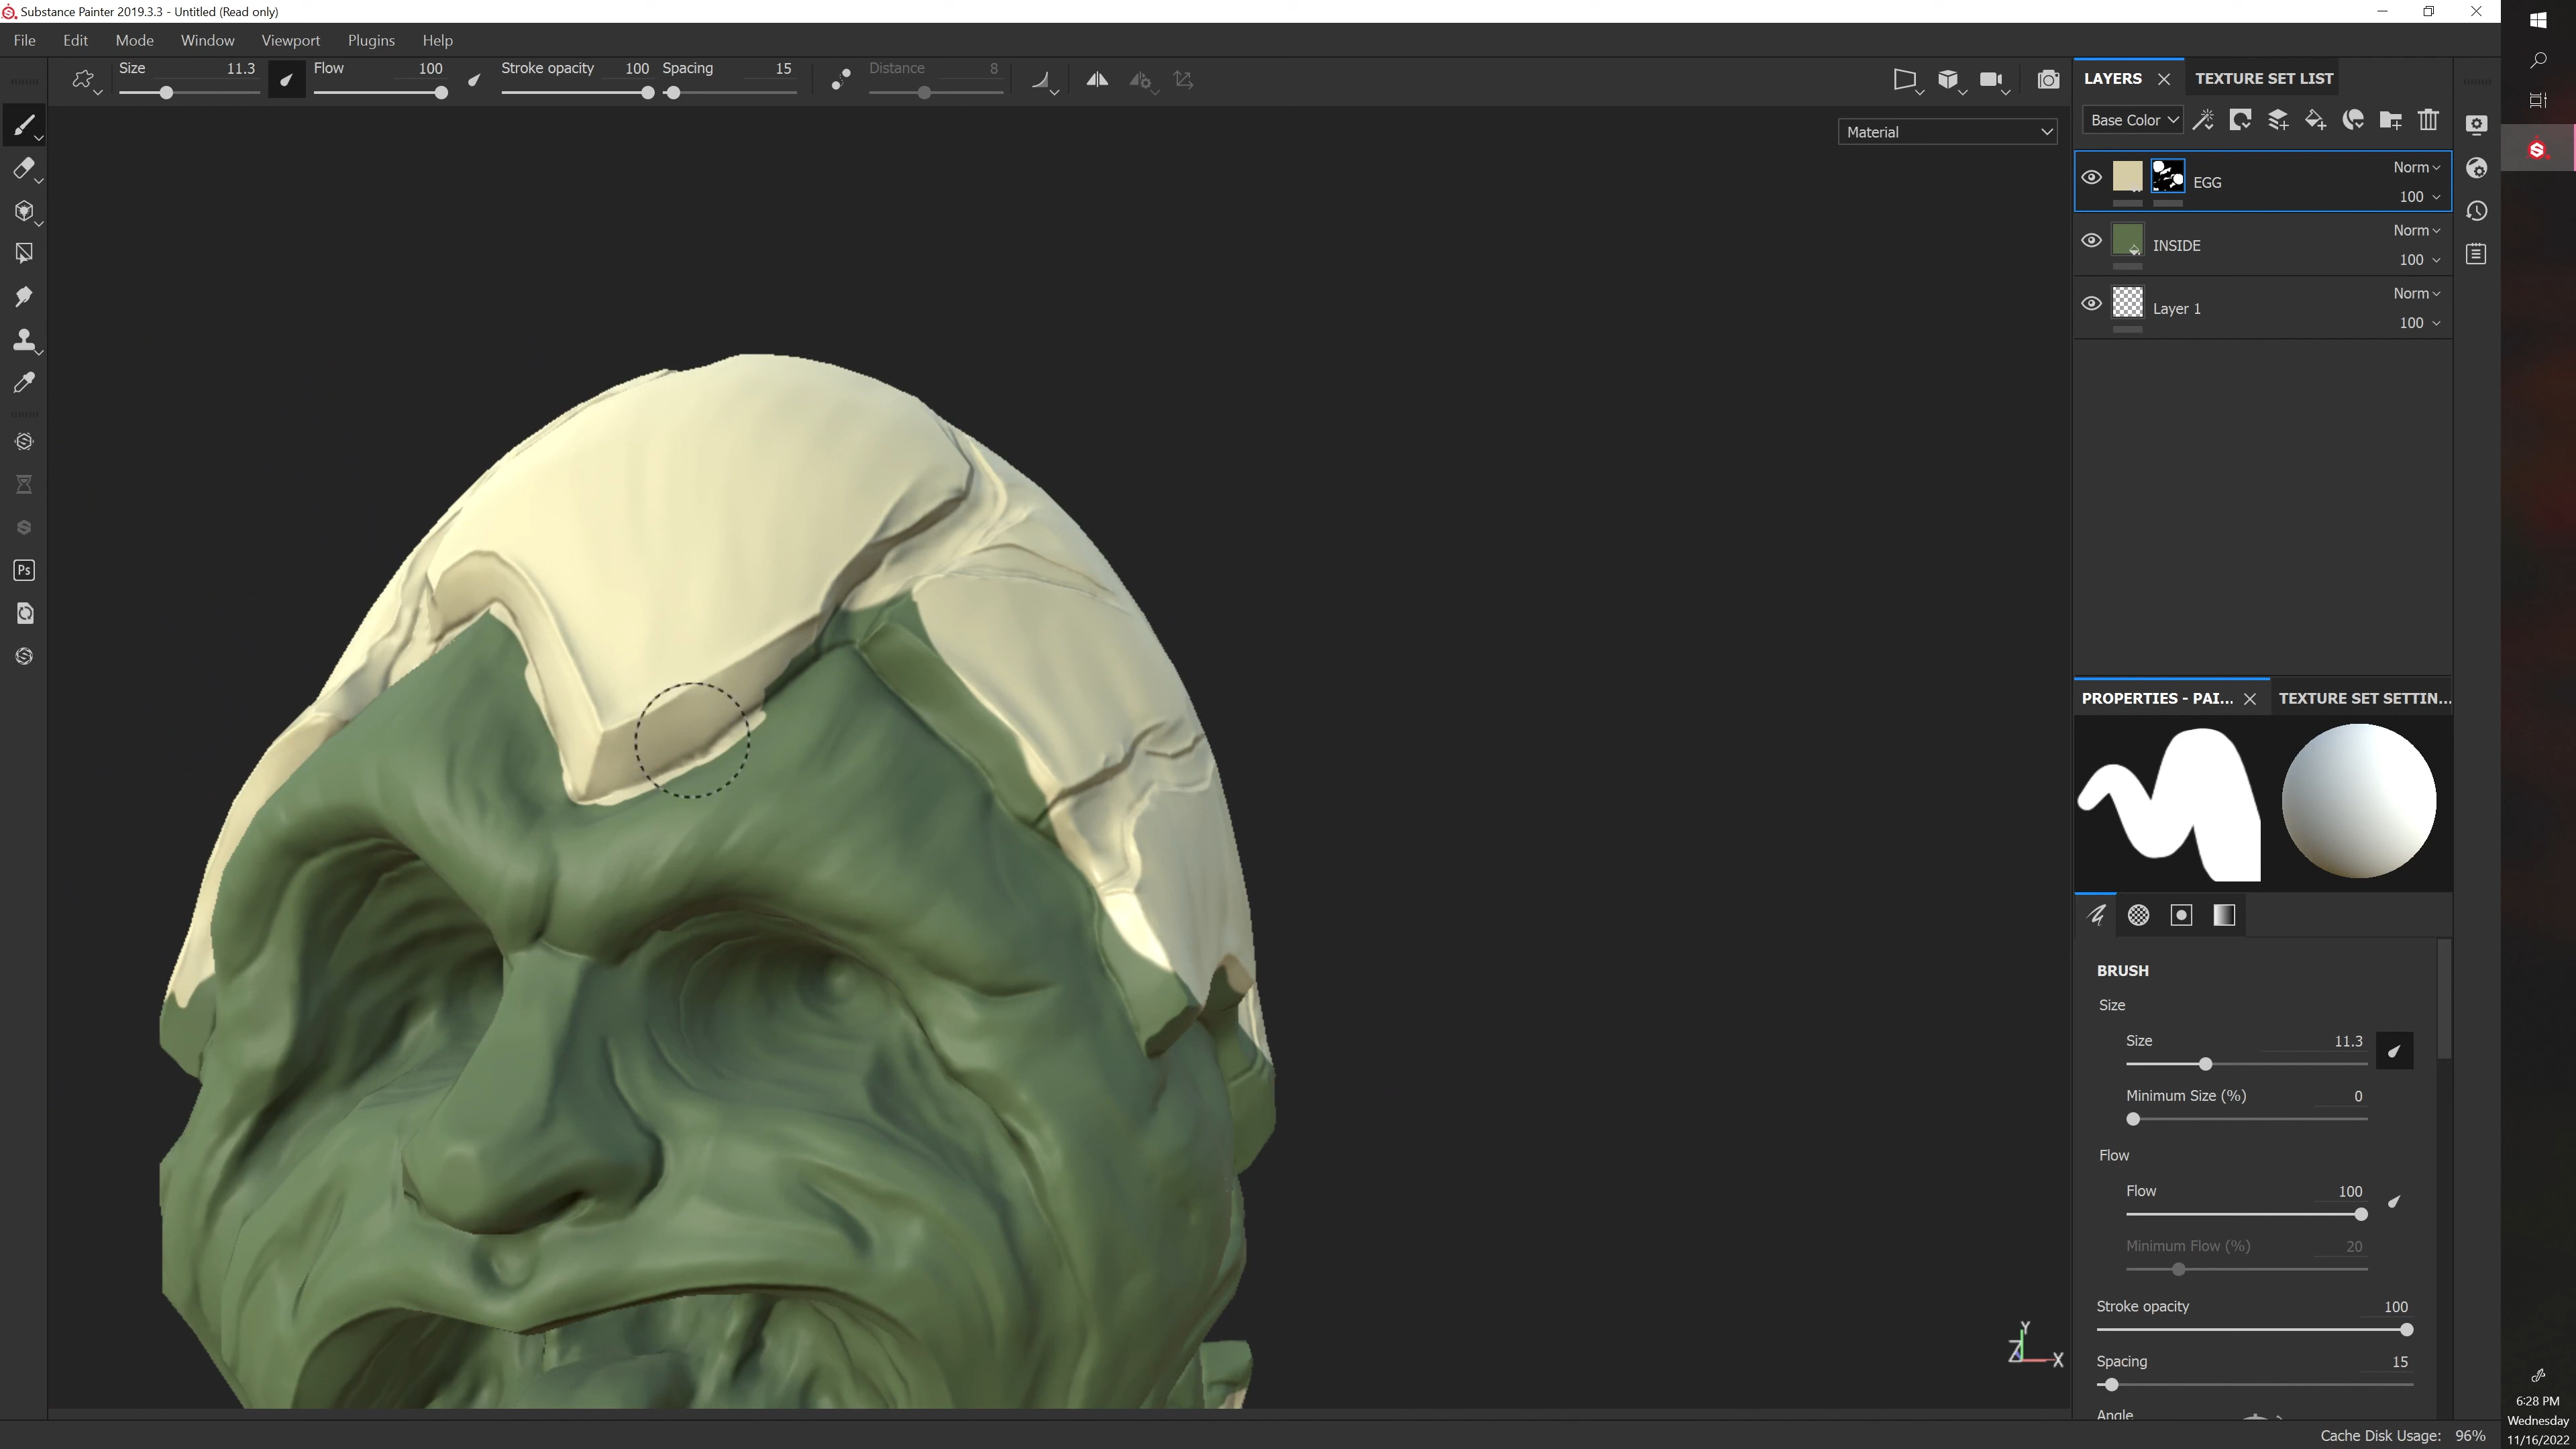 Substance Painter 2019.3.3 - Untitled (Read only)
File Edit Mode Window Viewport Plugins Help
Size 11.3 Flow 100 Stroke opacity 100 Spacing 15 Distance 8
Material
LAYERS TEXTURE SET LIST
Base Color
EGG Norm 100
INSIDE Norm 100
Layer 1 Norm 100
Ps
PROPERTIES - PAI... TEXTURE SET SETTIN...
BRUSH
Size
Size 11.3
Minimum Size (%) 0
Flow
Flow 100
Minimum Flow (%) 20
Stroke opacity 100
Spacing 15
Angle
Y
Z X
Cache Disk Usage: 96%
6:28 PM
Wednesday
11/16/2022